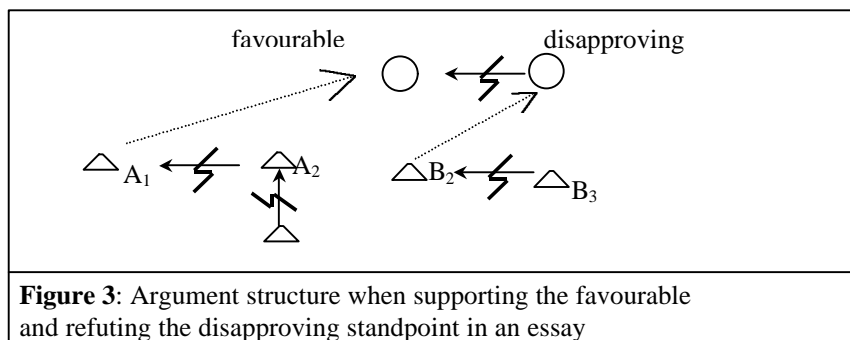 favourable disapproving
A₁ A₂ B₂ B₃
Figure 3: Argument structure when supporting the favourable
and refuting the disapproving standpoint in an essay